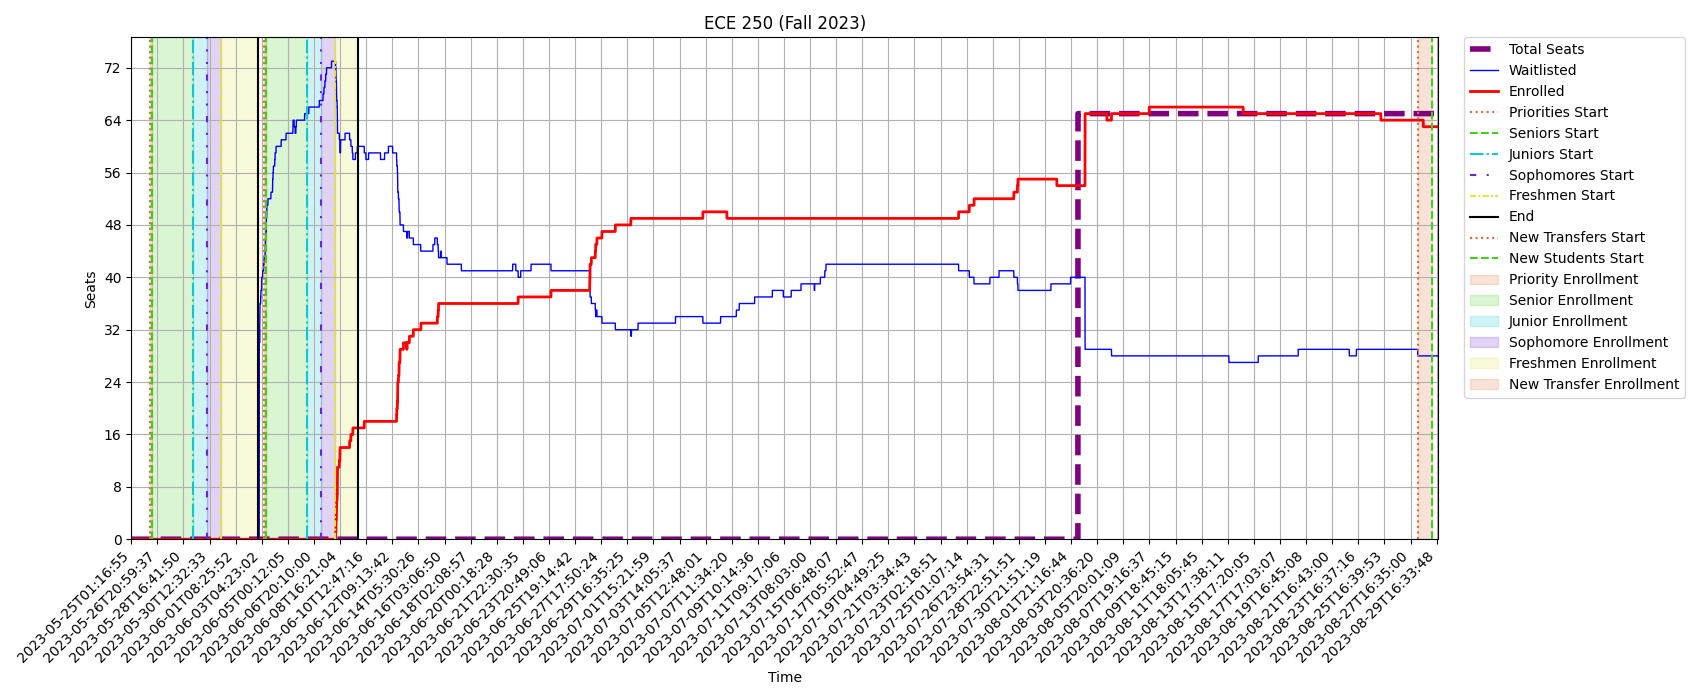 ECE 250 (Fall 2023)
Seats
72
64
56
48
40
32
24
16
8
0
2023-05-25T01:16:55
2023-05-26T20:59:37
2023-05-28T16:41:50
2023-05-30T12:32:33
2023-06-01T08:25:52
2023-06-03T04:23:02
2023-06-05T00:12:05
2023-06-06T20:10:00
2023-06-08T16:21:04
2023-06-10T12:47:16
2023-06-12T09:13:42
2023-06-14T05:30:26
2023-06-16T03:06:50
2023-06-18T02:08:57
2023-06-20T00:18:28
2023-06-21T22:30:35
2023-06-23T20:49:06
2023-06-25T19:14:42
2023-06-27T17:50:24
2023-06-29T16:35:25
2023-07-01T15:21:59
2023-07-03T14:05:37
2023-07-05T12:48:01
2023-07-07T11:34:20
2023-07-09T10:14:36
2023-07-11T09:17:06
2023-07-13T08:03:00
2023-07-15T06:48:07
2023-07-17T05:52:47
2023-07-19T04:49:25
2023-07-21T03:34:43
2023-07-23T02:18:51
2023-07-25T01:07:14
2023-07-26T23:54:31
2023-07-28T22:51:51
2023-07-30T21:51:19
2023-08-01T21:16:44
2023-08-03T20:36:20
2023-08-05T20:01:09
2023-08-07T19:16:37
2023-08-09T18:45:15
2023-08-11T18:05:45
2023-08-13T17:38:11
2023-08-15T17:20:05
2023-08-17T17:03:07
2023-08-19T16:45:08
2023-08-21T16:43:00
2023-08-23T16:37:16
2023-08-25T16:39:53
2023-08-27T16:35:00
2023-08-29T16:33:48
Time
Total Seats
Waitlisted
Enrolled
Priorities Start
Seniors Start
Juniors Start
Sophomores Start
Freshmen Start
End
New Transfers Start
New Students Start
Priority Enrollment
Senior Enrollment
Junior Enrollment
Sophomore Enrollment
Freshmen Enrollment
New Transfer Enrollment